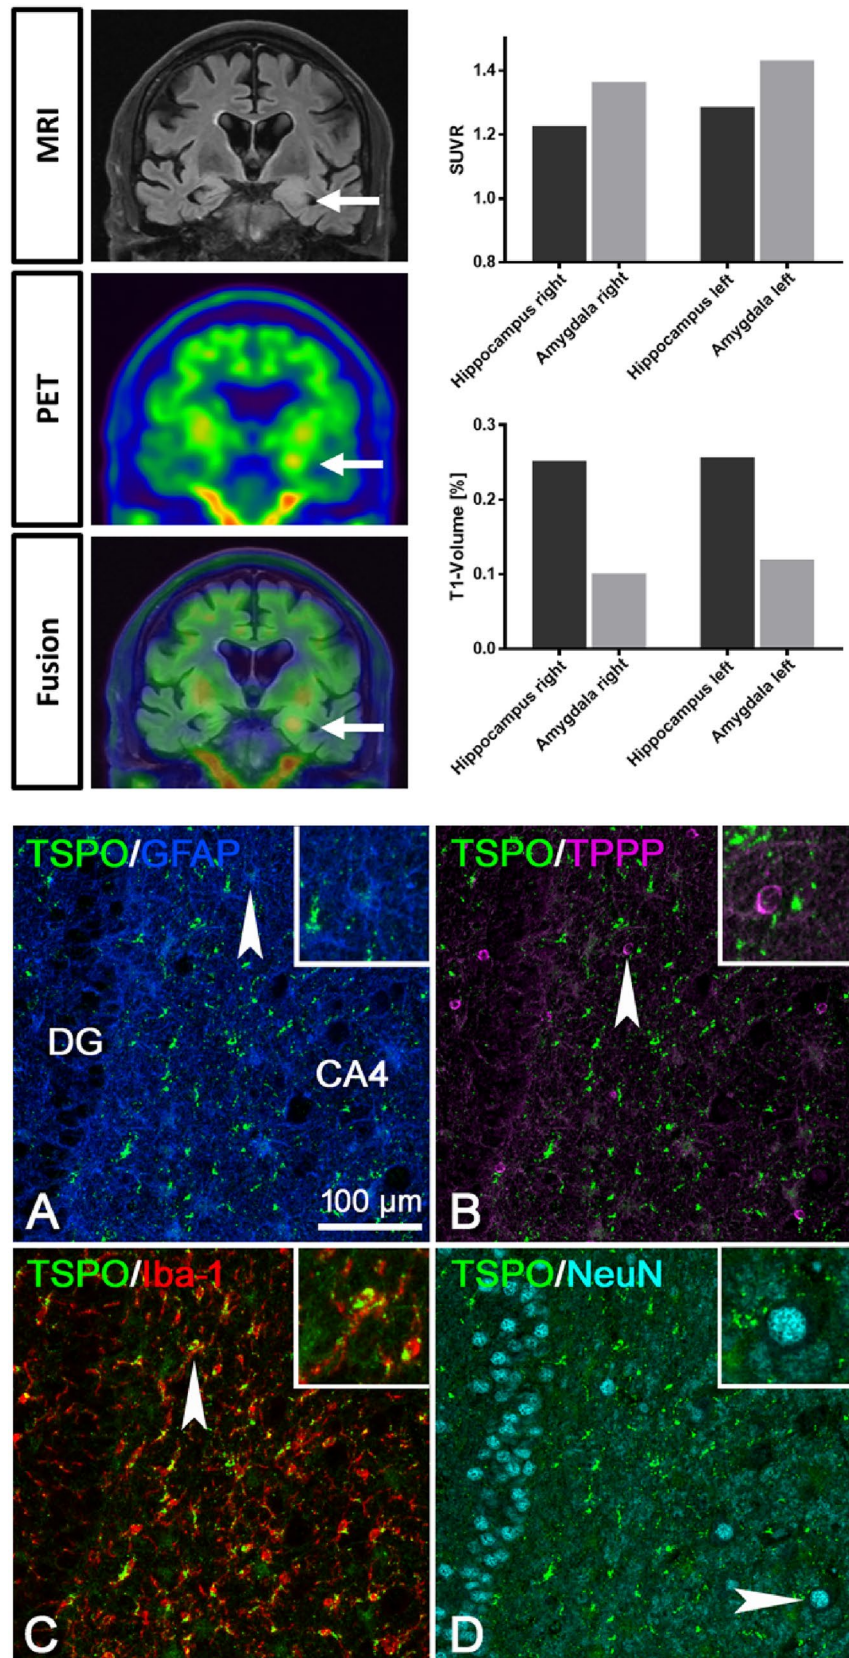 MRI
PET
Fusion
SUVR
1.4
1.2
1.0
0.8
Hippocampus right
Amygdala right
Hippocampus left
Amygdala left
T1-Volume [%]
0.3
0.2
0.1
0.0
Hippocampus right
Amygdala right
Hippocampus left
Amygdala left
TSPO/GFAP
DG
CA4
A
100 µm
TSPO/TPPP
B
TSPO/Iba-1
C
TSPO/NeuN
D